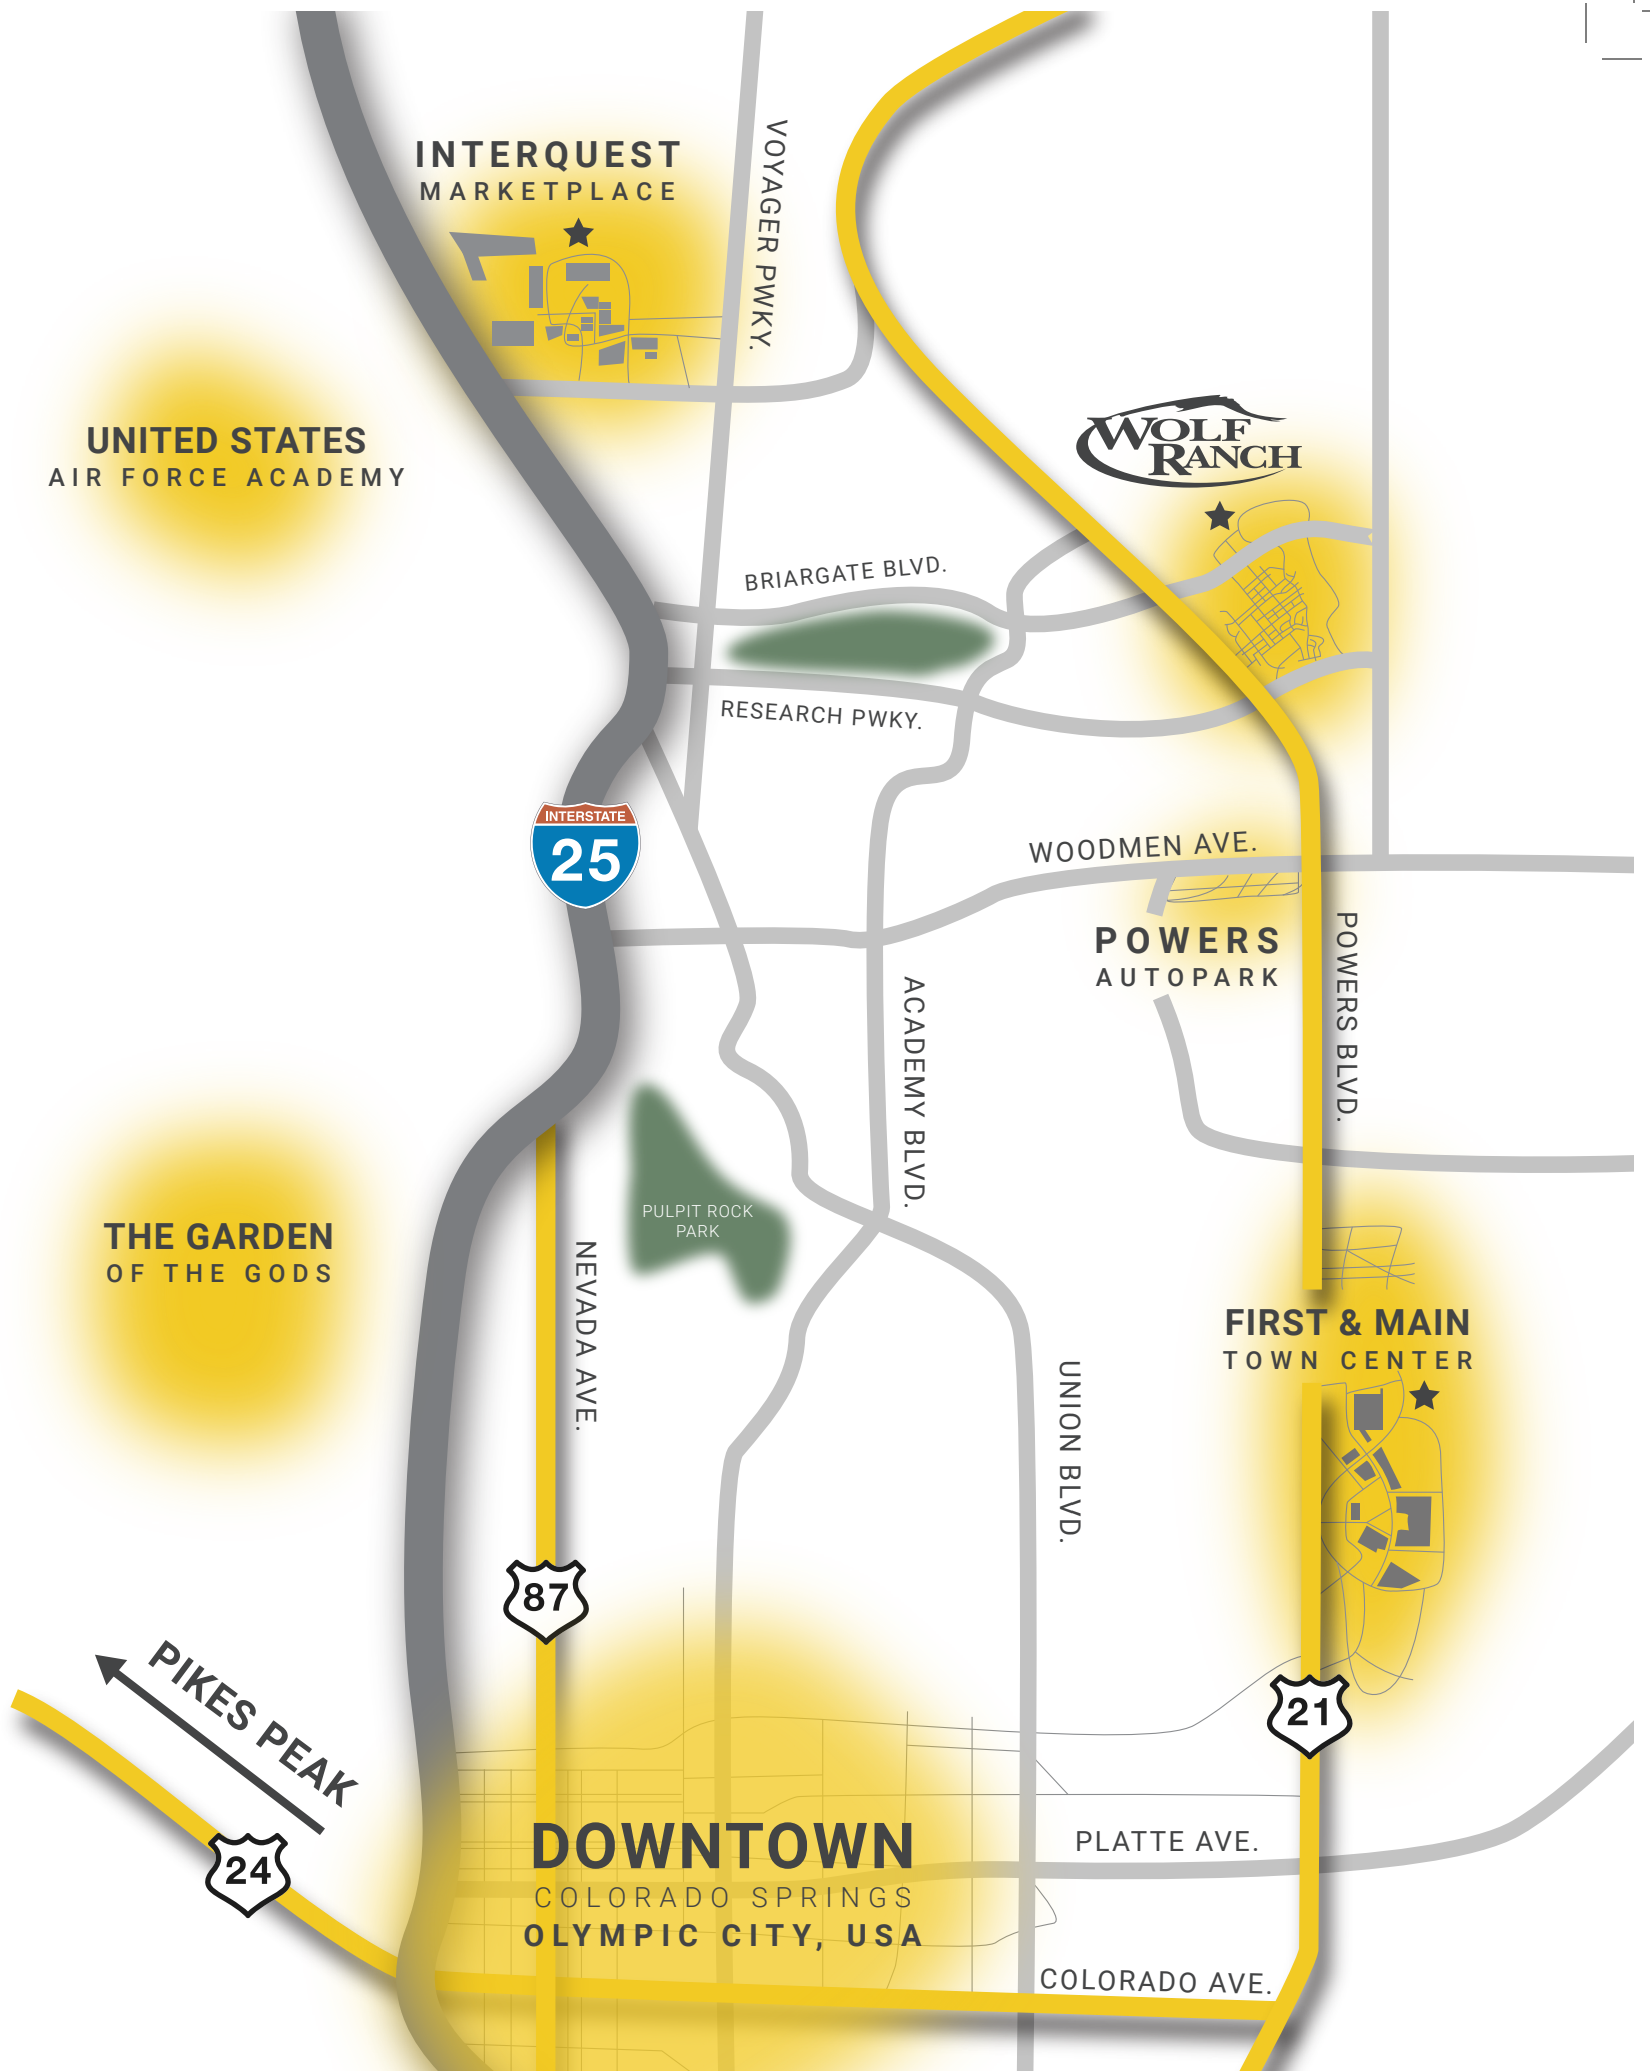 INTERQUEST
MARKETPLACE
VOYAGER PWKY.
UNITED STATES
AIR FORCE ACADEMY
WOLF
RANCH
BRIARGATE BLVD.
RESEARCH PWKY.
INTERSTATE
25
WOODMEN AVE.
POWERS
AUTOPARK
POWERS BLVD.
ACADEMY BLVD.
PULPIT ROCK
PARK
THE GARDEN
OF THE GODS
NEVADA AVE.
FIRST & MAIN
TOWN CENTER
UNION BLVD.
87
PIKES PEAK
21
24
DOWNTOWN
COLORADO SPRINGS
OLYMPIC CITY, USA
PLATTE AVE.
COLORADO AVE.